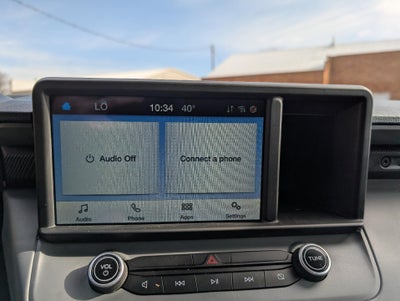 LO 10:34 40°
Audio Off Connect a phone
Audio Phone Apps Settings
VOL TUNE